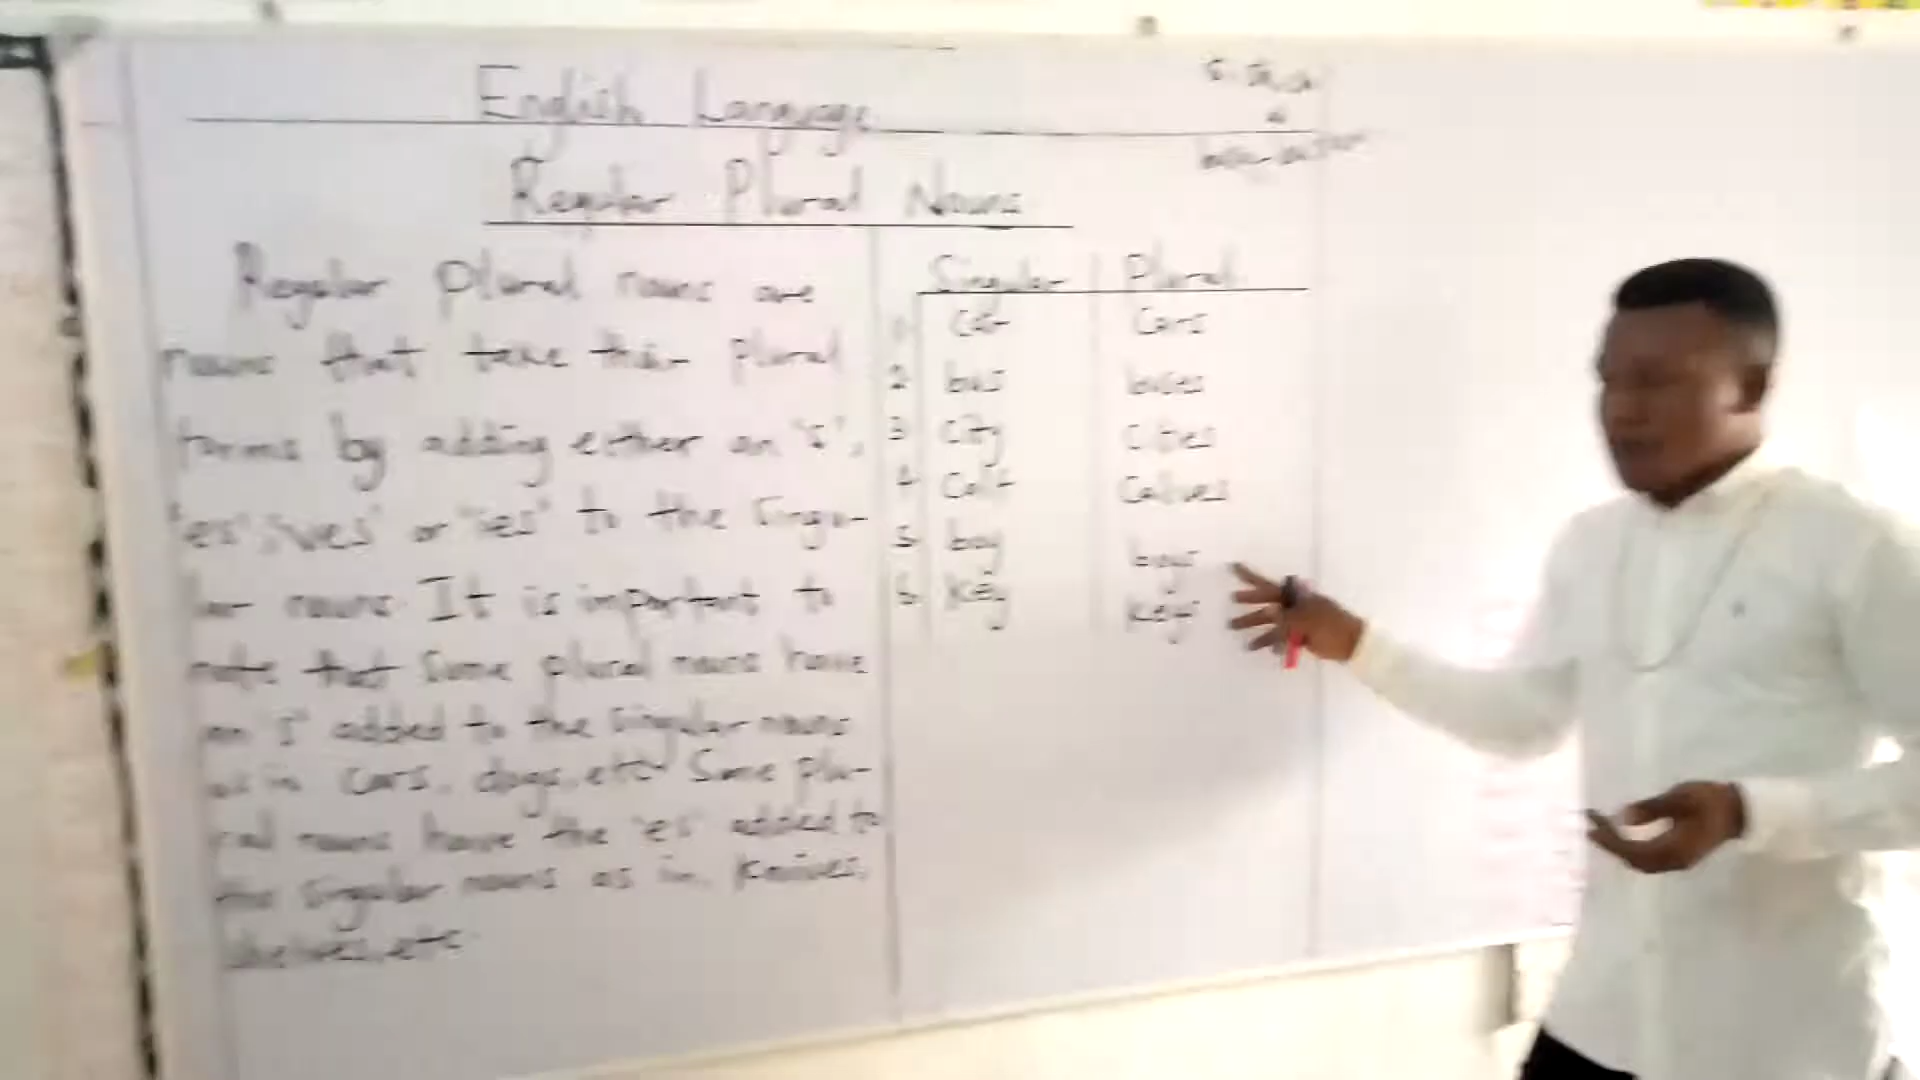 English Language
Regular Plural Nouns
Regular plural nouns are
nouns that take their plural
forms by adding either an "s",
"es", "ves" or "ies" to the singu-
lar nouns. It is important to
note that some plural nouns have
an "s" added to the singular nouns
as in cars, dogs, etc. Some plu-
ral nouns have the "es" added to
the singular nouns as in, Knives,
shelves, etc
Singular Plural
1 Car Cars
2 bus buses
3 City Cities
4 Calf Calves
5 boy boys
6 Key keys